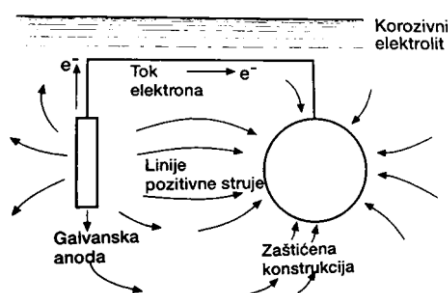 Korozivni
elektrolit
e⁻
Tok
elektrona
e⁻
Linije
pozitivne struje
Galvanska
anoda
Zaštićena
konstrukcija